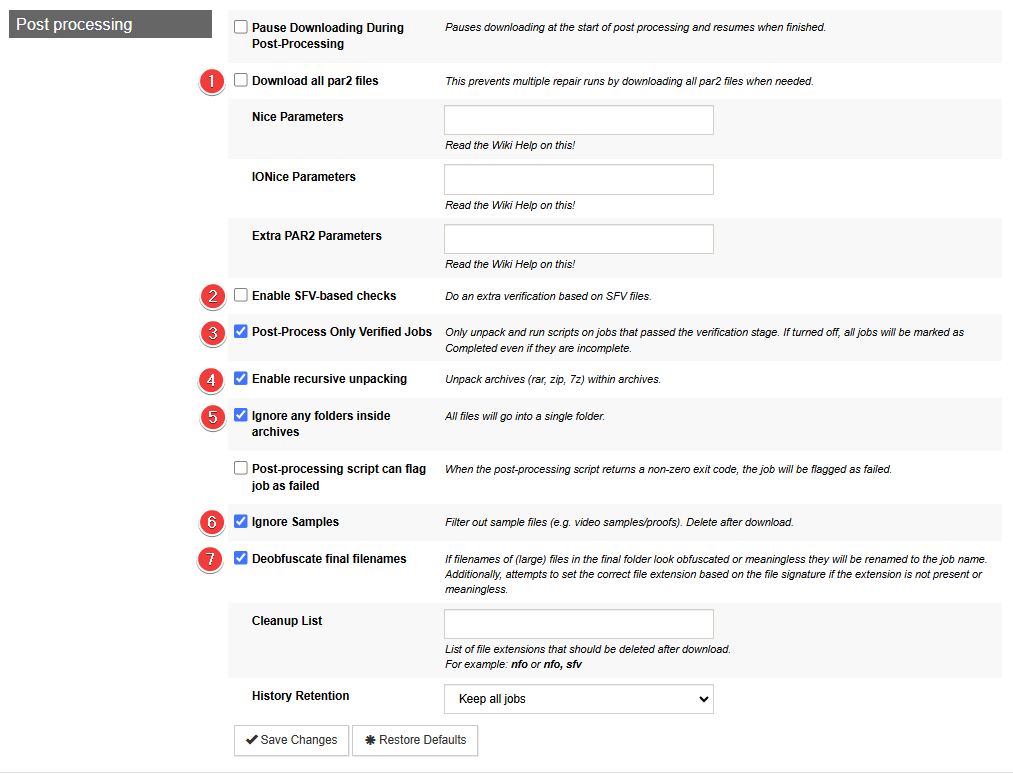 Post processing
Pause Downloading During
Post-Processing
Pauses downloading at the start of post processing and resumes when finished.
1
Download all par2 files
This prevents multiple repair runs by downloading all par2 files when needed.
Nice Parameters
Read the Wiki Help on this!
IONice Parameters
Read the Wiki Help on this!
Extra PAR2 Parameters
Read the Wiki Help on this!
2
Enable SFV-based checks
Do an extra verification based on SFV files.
3
Post-Process Only Verified Jobs
Only unpack and run scripts on jobs that passed the verification stage. If turned off, all jobs will be marked as
Completed even if they are incomplete.
4
Enable recursive unpacking
Unpack archives (rar, zip, 7z) within archives.
5
Ignore any folders inside
archives
All files will go into a single folder.
Post-processing script can flag
job as failed
When the post-processing script returns a non-zero exit code, the job will be flagged as failed.
6
Ignore Samples
Filter out sample files (e.g. video samples/proofs). Delete after download.
7
Deobfuscate final filenames
If filenames of (large) files in the final folder look obfuscated or meaningless they will be renamed to the job name.
Additionally, attempts to set the correct file extension based on the file signature if the extension is not present or
meaningless.
Cleanup List
List of file extensions that should be deleted after download.
For example: nfo or nfo, sfv
History Retention
Keep all jobs
Save Changes
Restore Defaults